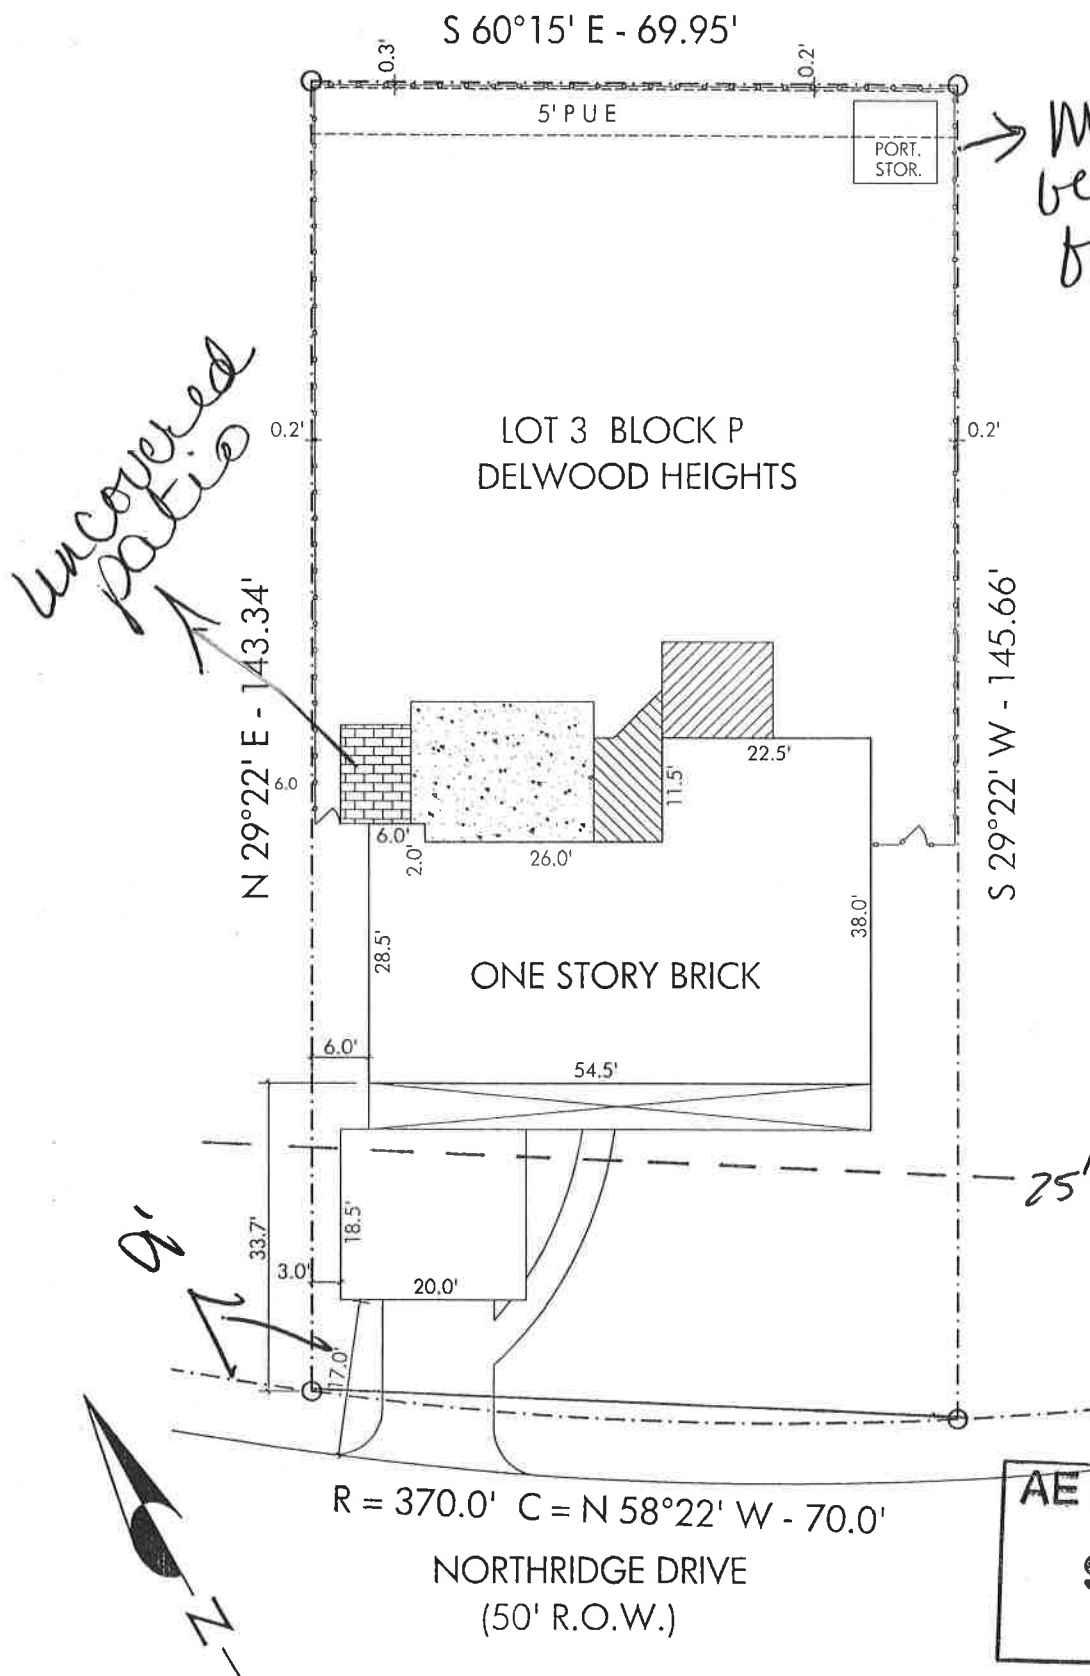 S 60°15' E - 69.95'
0.3'
0.2'
5' P U E
PORT.
STOR.
be
uncovered
patio
0.2'
LOT 3 BLOCK P
DELWOOD HEIGHTS
0.2'
N 29°22' E - 143.34'
S 29°22' W - 145.66'
6.0
22.5'
11.5'
6.0'
2.0'
26.0'
28.5'
38.0'
ONE STORY BRICK
6.0'
54.5'
25'
9'
33.7'
18.5'
3.0'
20.0'
17.0'
R = 370.0' C = N 58°22' W - 70.0'
NORTHRIDGE DRIVE
(50' R.O.W.)
AE
N